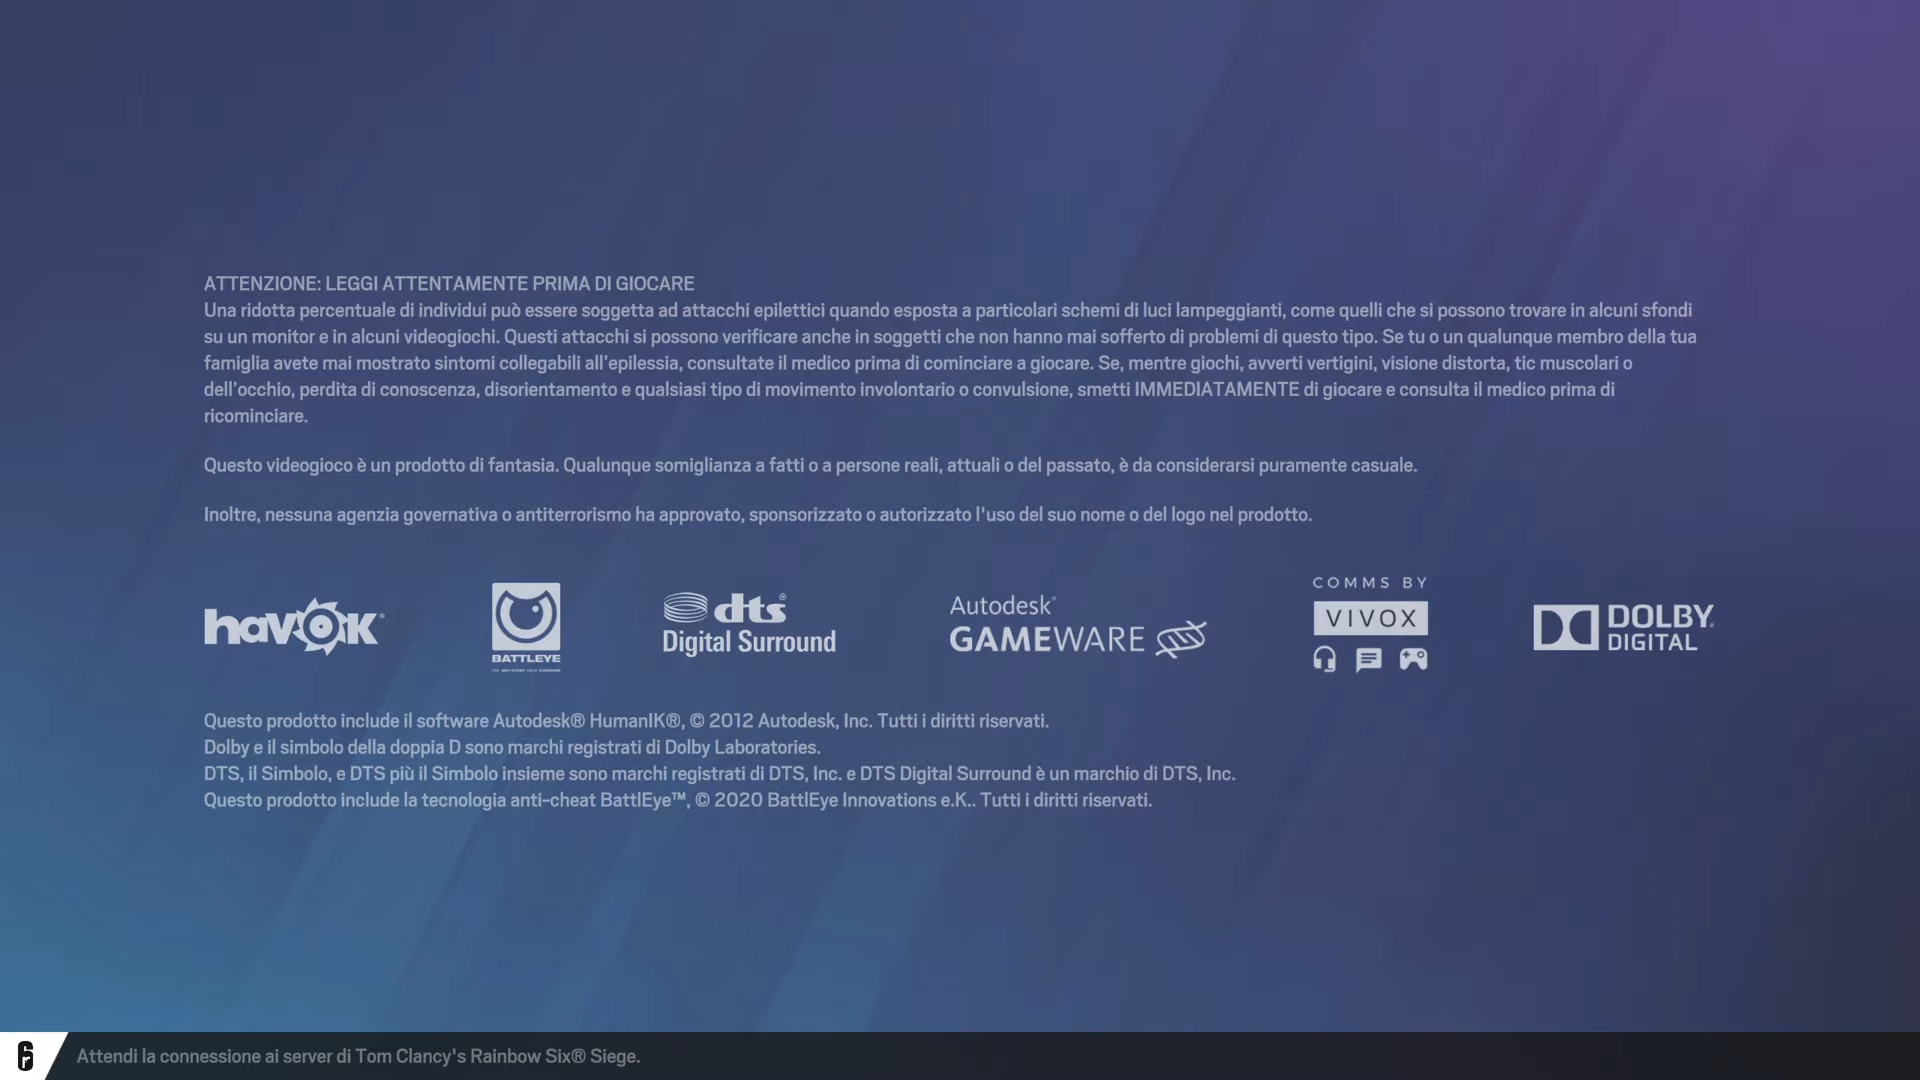 ATTENZIONE: LEGGI ATTENTAMENTE PRIMA DI GIOCARE
Una ridotta percentuale di individui può essere soggetta ad attacchi epilettici quando esposta a particolari schemi di luci lampeggianti, come quelli che si possono trovare in alcuni sfondi
su un monitor e in alcuni videogiochi. Questi attacchi si possono verificare anche in soggetti che non hanno mai sofferto di problemi di questo tipo. Se tu o un qualunque membro della tua
famiglia avete mai mostrato sintomi collegabili all'epilessia, consultate il medico prima di cominciare a giocare. Se, mentre giochi, avverti vertigini, visione distorta, tic muscolari o
dell'occhio, perdita di conoscenza, disorientamento e qualsiasi tipo di movimento involontario o convulsione, smetti IMMEDIATAMENTE di giocare e consulta il medico prima di
ricominciare.
Questo videogioco è un prodotto di fantasia. Qualunque somiglianza a fatti o a persone reali, attuali o del passato, è da considerarsi puramente casuale.
Inoltre, nessuna agenzia governativa o antiterrorismo ha approvato, sponsorizzato o autorizzato l'uso del suo nome o del logo nel prodotto.
havok®
BATTLEYE
dts®
Digital Surround
Autodesk®
GAMEWARE
COMMS BY
VIVOX
DOLBY®
DIGITAL
Questo prodotto include il software Autodesk® HumanIK®, © 2012 Autodesk, Inc. Tutti i diritti riservati.
Dolby e il simbolo della doppia D sono marchi registrati di Dolby Laboratories.
DTS, il Simbolo, e DTS più il Simbolo insieme sono marchi registrati di DTS, Inc. e DTS Digital Surround è un marchio di DTS, Inc.
Questo prodotto include la tecnologia anti-cheat BattlEye™, © 2020 BattlEye Innovations e.K.. Tutti i diritti riservati.
6
Attendi la connessione ai server di Tom Clancy's Rainbow Six® Siege.